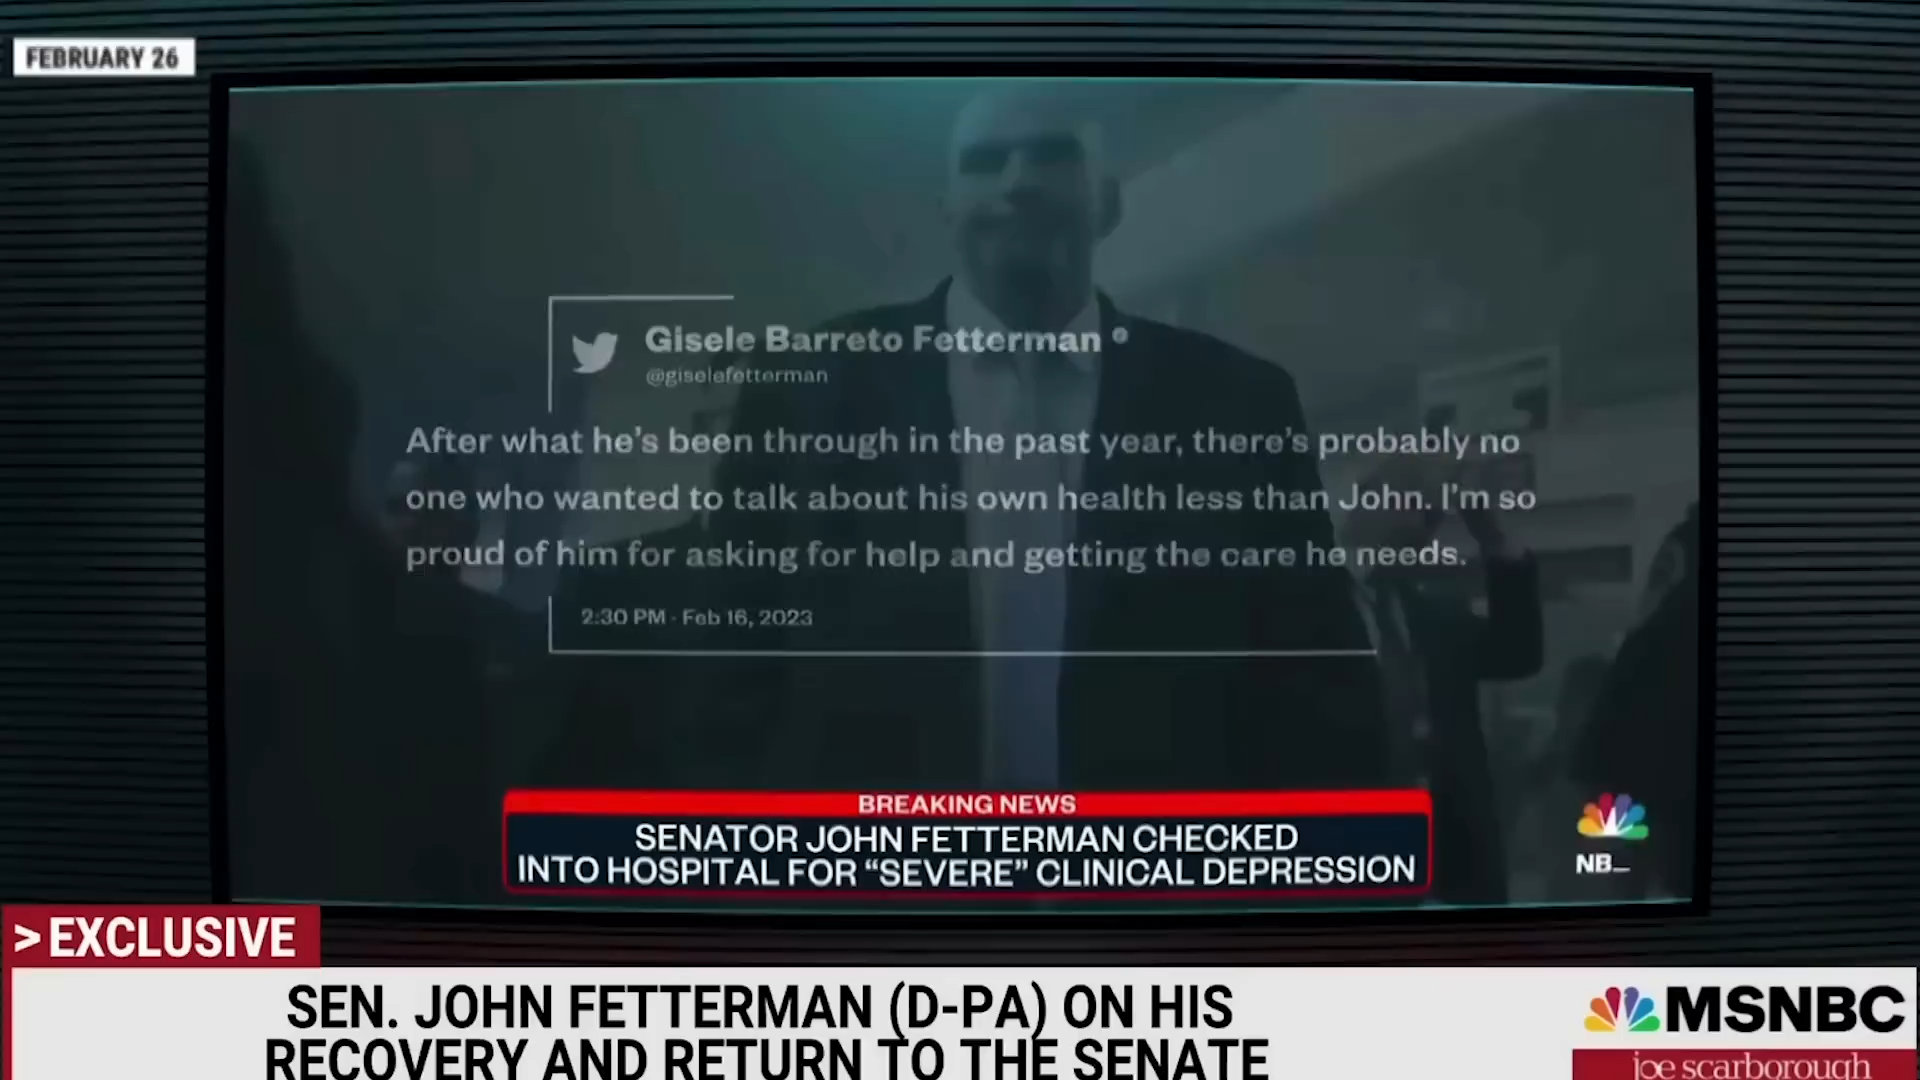 FEBRUARY 26
Gisele Barreto Fetterman
@giselefetterman
After what he's been through in the past year, there's probably no
one who wanted to talk about his own health less than John. I'm so
proud of him for asking for help and getting the care he needs.
2:30 PM · Feb 16, 2023
BREAKING NEWS
SENATOR JOHN FETTERMAN CHECKED
INTO HOSPITAL FOR “SEVERE” CLINICAL DEPRESSION
NB_
>EXCLUSIVE
SEN. JOHN FETTERMAN (D-PA) ON HIS
RECOVERY AND RETURN TO THE SENATE
MSNBC
joe scarborough